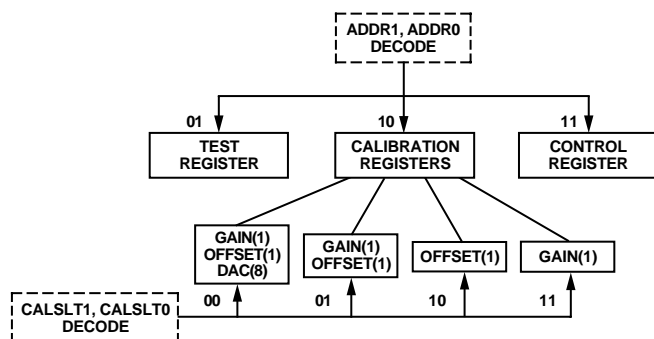 ADDR1, ADDR0
DECODE
01
10
11
TEST
REGISTER
CALIBRATION
REGISTERS
CONTROL
REGISTER
GAIN(1)
OFFSET(1)
DAC(8)
GAIN(1)
OFFSET(1)
OFFSET(1)
GAIN(1)
00
01
10
11
CALSLT1, CALSLT0
DECODE